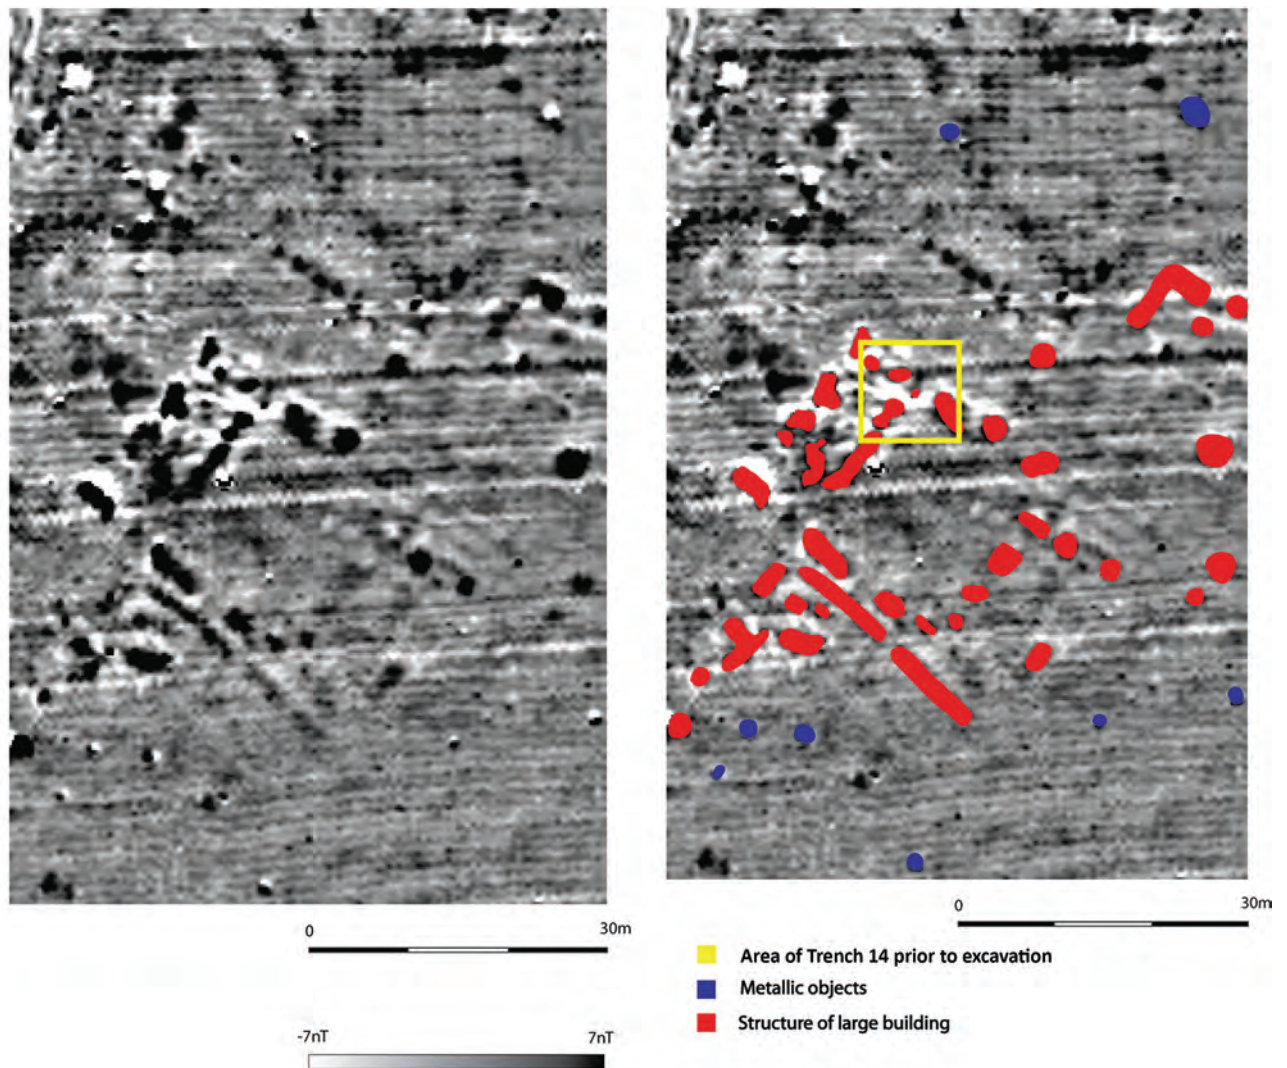 0 30m
0 30m
Area of Trench 14 prior to excavation
Metallic objects
Structure of large building
-7nT 7nT